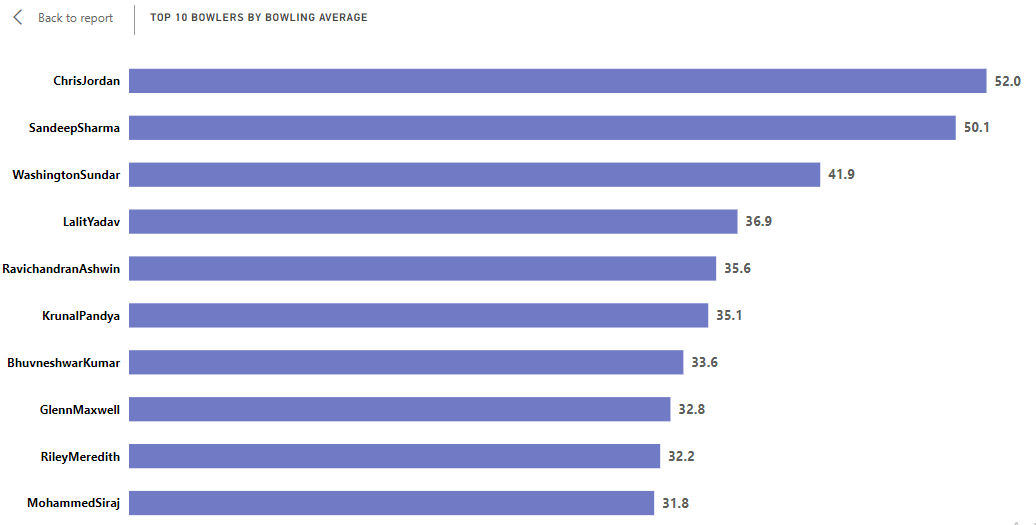 Back to report
TOP 10 BOWLERS BY BOWLING AVERAGE
ChrisJordan 52.0
SandeepSharma 50.1
WashingtonSundar 41.9
LalitYadav 36.9
RavichandranAshwin 35.6
KrunalPandya 35.1
BhuvneshwarKumar 33.6
GlennMaxwell 32.8
RileyMeredith 32.2
MohammedSiraj 31.8